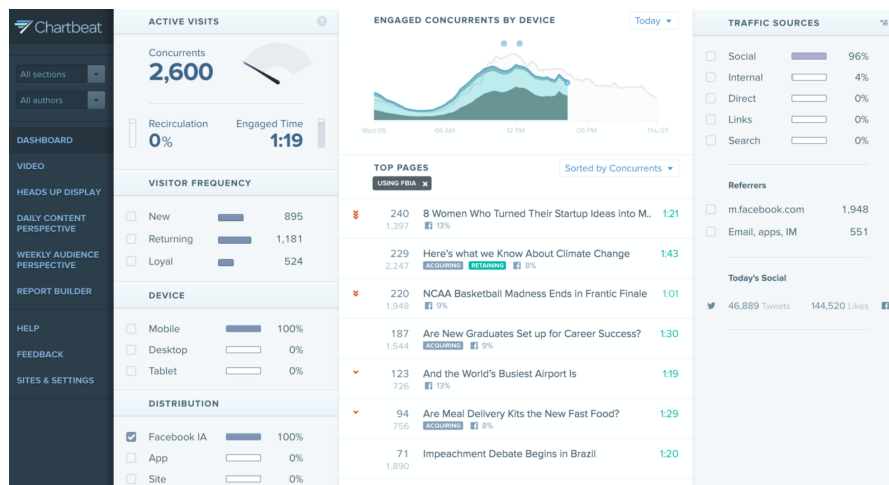 Chartbeat
All sections
All authors
DASHBOARD
VIDEO
HEADS UP DISPLAY
DAILY CONTENT
PERSPECTIVE
WEEKLY AUDIENCE
PERSPECTIVE
REPORT BUILDER
HELP
FEEDBACK
SITES & SETTINGS
ACTIVE VISITS ?
Concurrents
2,600
Recirculation Engaged Time
0% 1:19
VISITOR FREQUENCY
New 895
Returning 1,181
Loyal 524
DEVICE
Mobile 100%
Desktop 0%
Tablet 0%
DISTRIBUTION
Facebook IA 100%
App 0%
Site 0%
ENGAGED CONCURRENTS BY DEVICE Today
Wed 06 06 AM 12 PM 06 PM Thu 07
TOP PAGES Sorted by Concurrents
USING FBIA x
240 8 Women Who Turned Their Startup Ideas into M.. 1:21
1,397 13%
229 Here's what we Know About Climate Change 1:43
2,247 ACQUIRING RETAINING 8%
220 NCAA Basketball Madness Ends in Frantic Finale 1:01
1,948 9%
187 Are New Graduates Set up for Career Success? 1:30
1,544 ACQUIRING 9%
123 And the World's Busiest Airport Is 1:19
726 13%
94 Are Meal Delivery Kits the New Fast Food? 1:29
756 ACQUIRING 8%
71 Impeachment Debate Begins in Brazil 1:20
1,890
TRAFFIC SOURCES
Social 96%
Internal 4%
Direct 0%
Links 0%
Search 0%
Referrers
m.facebook.com 1,948
Email, apps, IM 551
Today's Social
46,889 Tweets 144,520 Likes